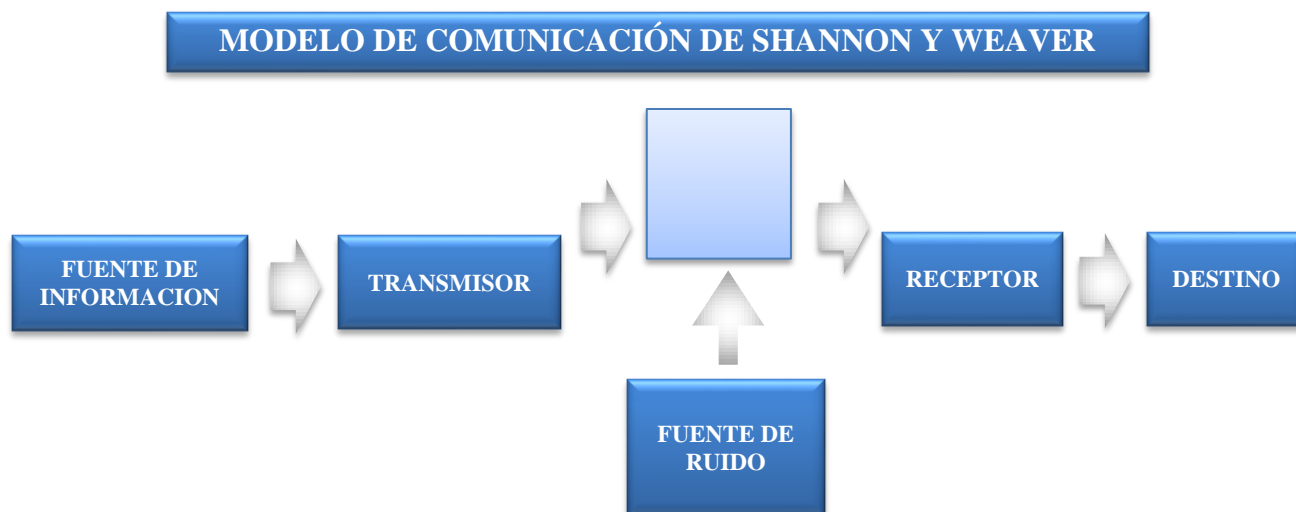 MODELO DE COMUNICACIÓN DE SHANNON Y WEAVER
FUENTE DE
INFORMACION
TRANSMISOR
RECEPTOR
DESTINO
FUENTE DE
RUIDO